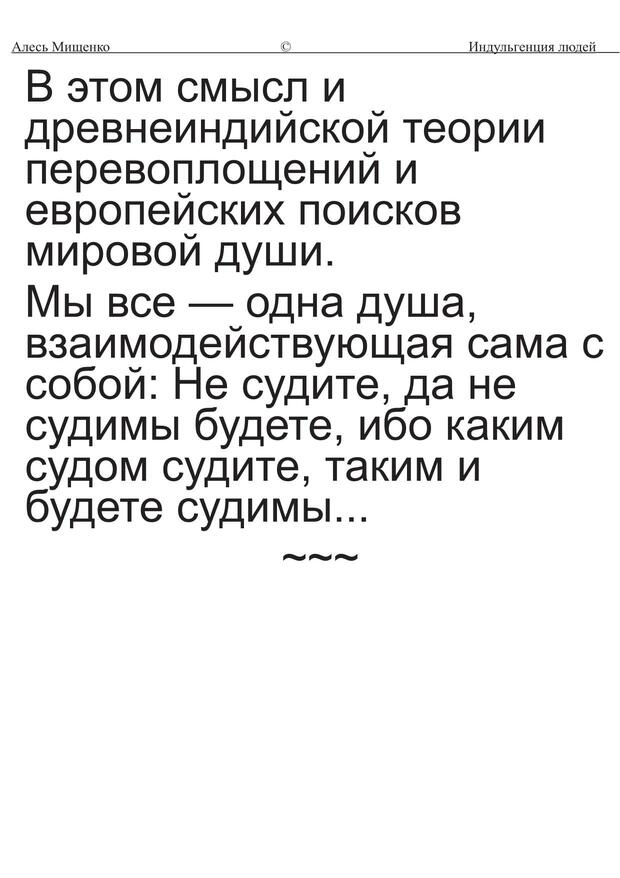 Алесь Мищенко © Индульгенция людей
В этом смысл и
древнеиндийской теории
перевоплощений и
европейских поисков
мировой души.
Мы все — одна душа,
взаимодействующая сама с
собой: Не судите, да не
судимы будете, ибо каким
судом судите, таким и
будете судимы...
~~~